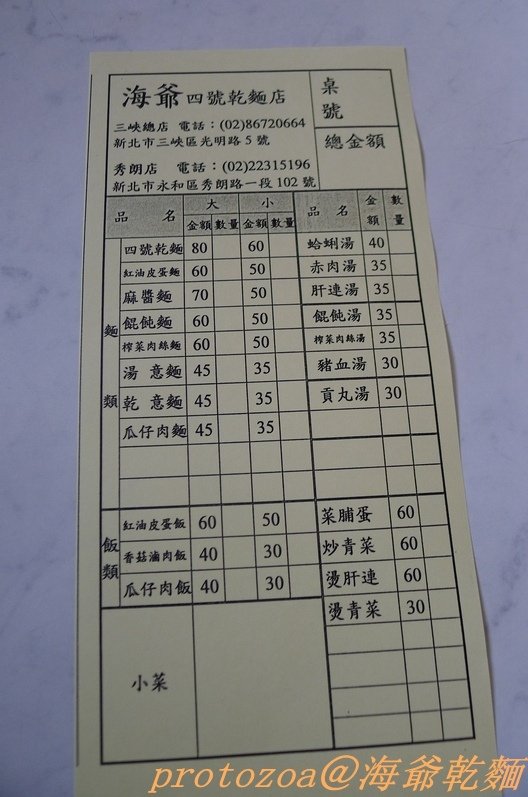 海爺 四號乾麵店
三峽總店 電話：(02)86720664
新北市三峽區光明路5號
秀朗店 電話：(02)22315196
新北市永和區秀朗路一段102號
桌號
總金額
品名 大 小
金額 數量 金額 數量
麵類
四號乾麵 80 60
紅油皮蛋麵 60 50
麻醬麵 70 50
餛飩麵 60 50
榨菜肉絲麵 60 50
湯意麵 45 35
乾意麵 45 35
瓜仔肉麵 45 35
飯類
紅油皮蛋飯 60 50
香菇滷肉飯 40 30
瓜仔肉飯 40 30
小菜
品名 金額 數量
蛤蜊湯 40
赤肉湯 35
肝連湯 35
餛飩湯 35
榨菜肉絲湯 35
豬血湯 30
貢丸湯 30
菜脯蛋 60
炒青菜 60
燙肝連 60
燙青菜 30
protozoa@海爺乾麵